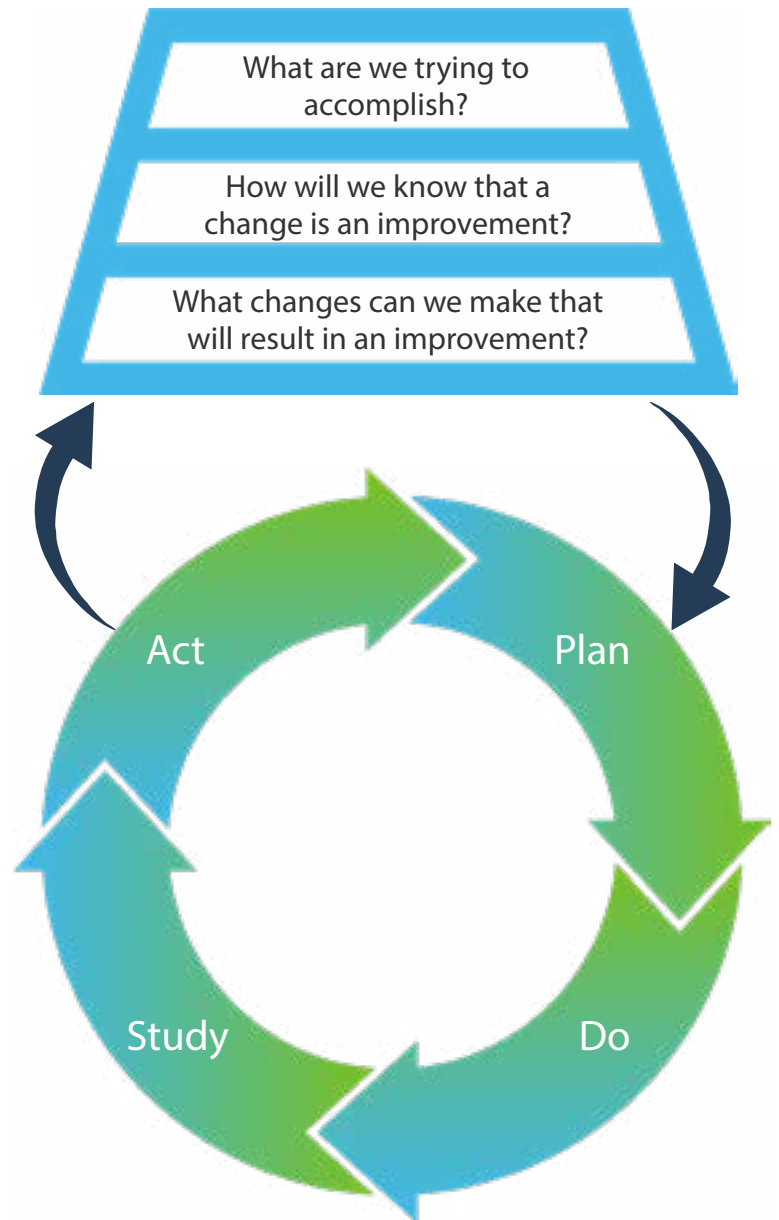 What are we trying to
accomplish?
How will we know that a
change is an improvement?
What changes can we make that
will result in an improvement?
Act
Plan
Study
Do